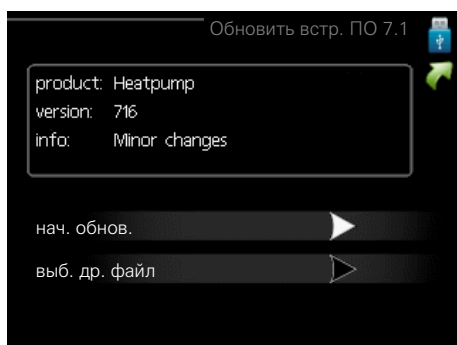 Обновить встр. ПО 7.1
product: Heatpump
version: 716
info: Minor changes
нач. обнов.
выб. др. файл